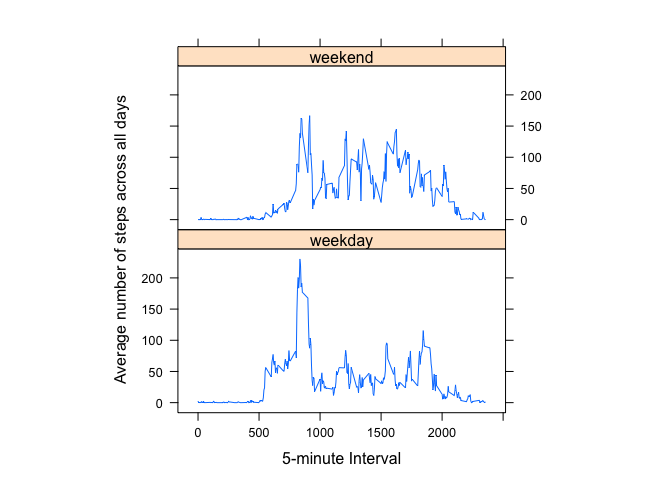 weekend
200
150
100
50
0
Average number of steps across all days
weekday
200
150
100
50
0
0 500 1000 1500 2000
5-minute Interval